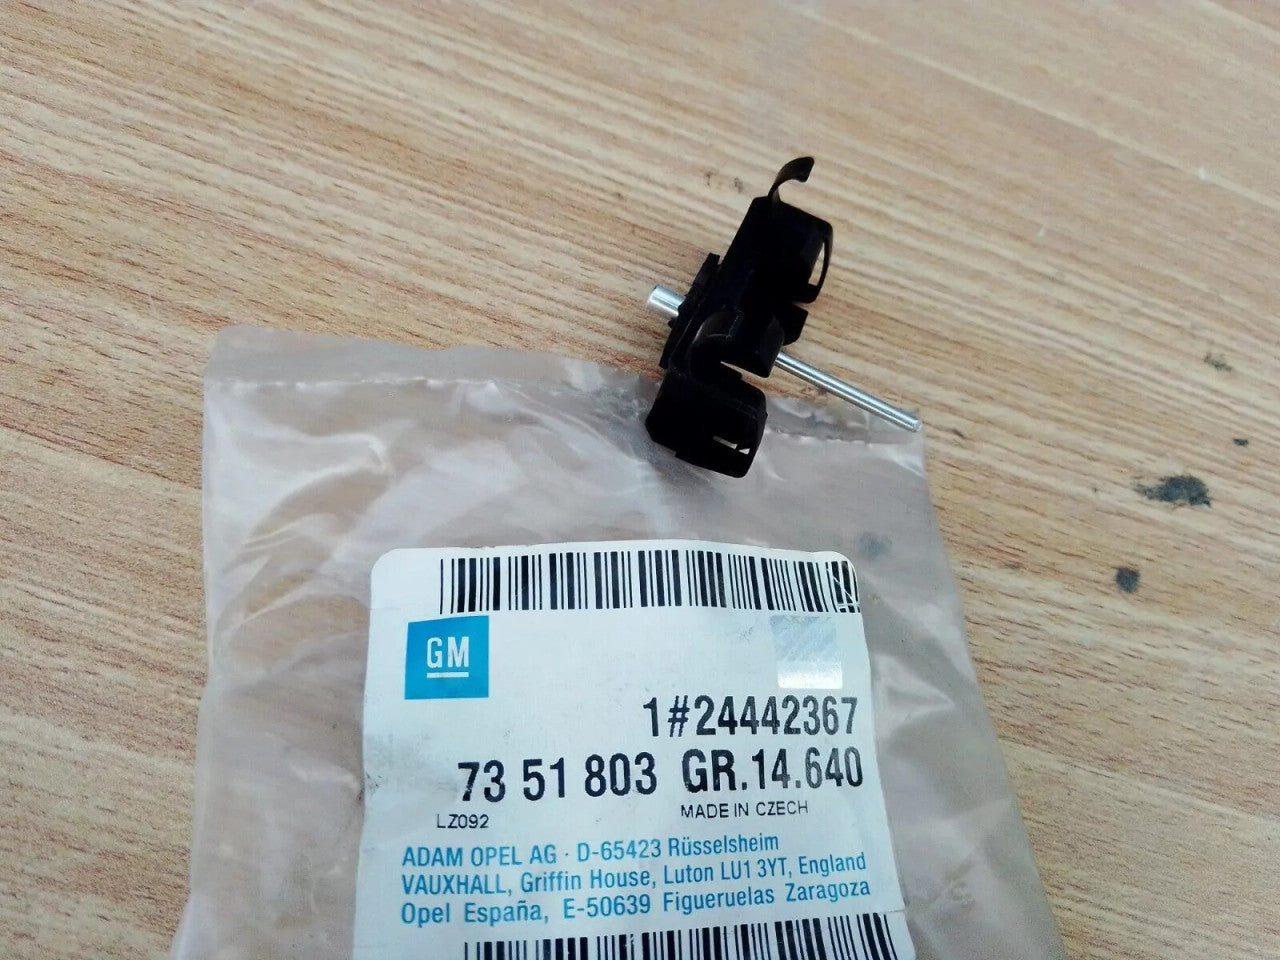 GM
1#24442367
73 51 803 GR.14.640
LZ092 MADE IN CZECH
ADAM OPEL AG · D-65423 Rüsselsheim
VAUXHALL, Griffin House, Luton LU1 3YT, England
Opel España, E-50639 Figueruelas Zaragoza